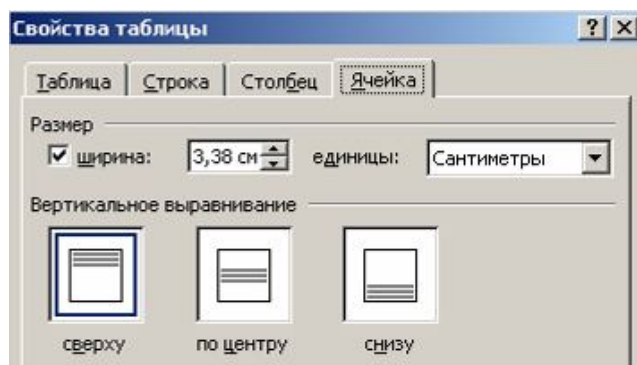 Свойства таблицы
Таблица Строка Столбец Ячейка
Размер
ширина: 3,38 см единицы: Сантиметры
Вертикальное выравнивание
сверху по центру снизу